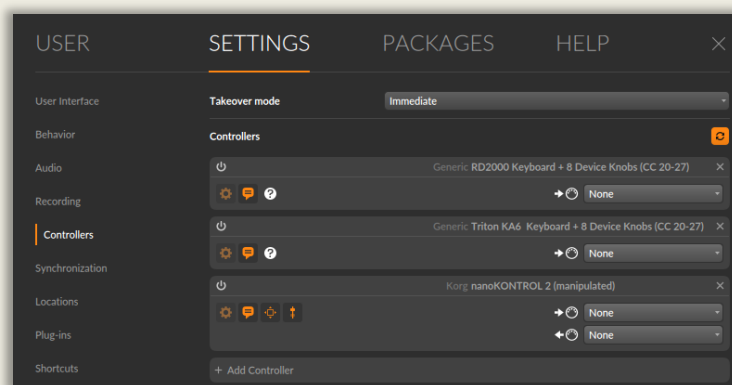 USER SETTINGS PACKAGES HELP
User Interface
Takeover mode Immediate
Behavior
Controllers
Audio
Generic RD2000 Keyboard + 8 Device Knobs (CC 20-27)
Recording
None
Controllers
Generic Triton KA6 Keyboard + 8 Device Knobs (CC 20-27)
None
Synchronization
Korg nanoKONTROL 2 (manipulated)
Locations
None
Plug-ins
None
Shortcuts
+ Add Controller